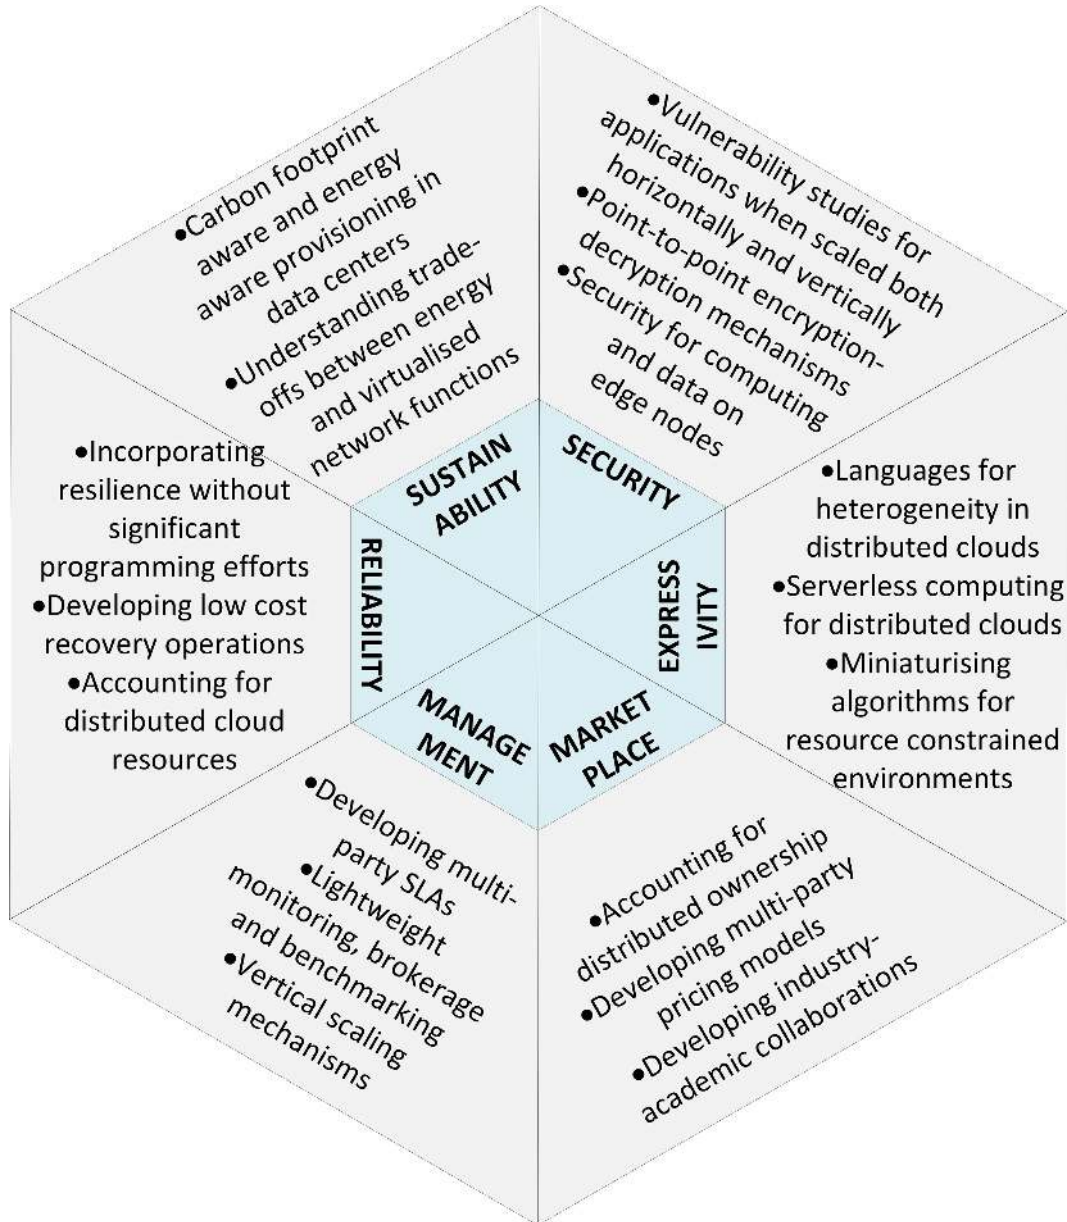 •Carbon footprint
aware and energy
aware provisioning in
data centers
•Understanding trade-
offs between energy
and virtualised
network functions
•Vulnerability studies for
applications when scaled both
horizontally and vertically
•Point-to-point encryption-
decryption mechanisms
•Security for computing
and data on
edge nodes
SUSTAIN
ABILITY
SECURITY
•Incorporating
resilience without
significant
programming efforts
•Developing low cost
recovery operations
•Accounting for
distributed cloud
resources
RELIABILITY
EXPRESS
IVITY
•Languages for
heterogeneity in
distributed clouds
•Serverless computing
for distributed clouds
•Miniaturising
algorithms for
resource constrained
environments
MANAGE
MENT
MARKET
PLACE
•Developing multi-
party SLAs
•Lightweight
monitoring, brokerage
and benchmarking
•Vertical scaling
mechanisms
•Accounting for
distributed ownership
•Developing multi-party
pricing models
•Developing industry-
academic collaborations